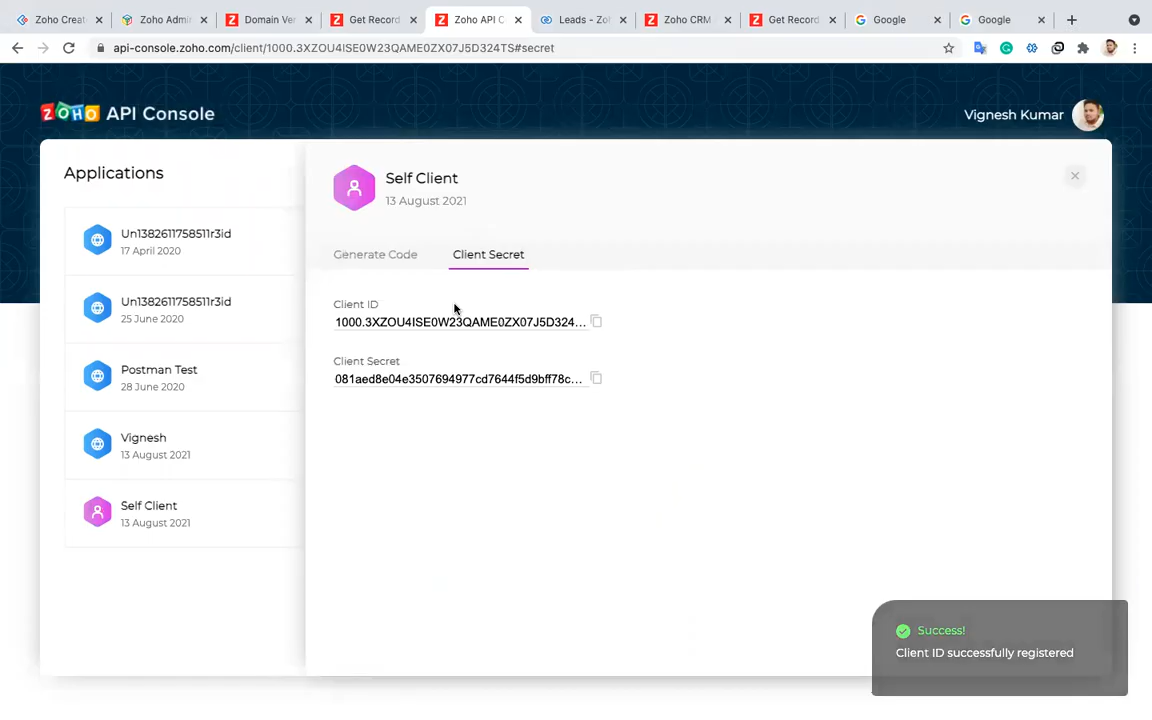 Zoho Creat
Zoho Admi
Domain Ver
Get Record
Zoho API C
Leads - Zoh
Zoho CRM
Get Record
Google
Google
api-console.zoho.com/client/1000.3XZOU4ISE0W23QAME0ZX07J5D324TS#secret
ZOHO API Console
Vignesh Kumar
Applications
Un1382611758511r3id
17 April 2020
Un1382611758511r3id
25 June 2020
Postman Test
28 June 2020
Vignesh
13 August 2021
Self Client
13 August 2021
Self Client
13 August 2021
Generate Code
Client Secret
Client ID
1000.3XZOU4ISE0W23QAME0ZX07J5D324...
Client Secret
081aed8e04e3507694977cd7644f5d9bff78c...
Success!
Client ID successfully registered